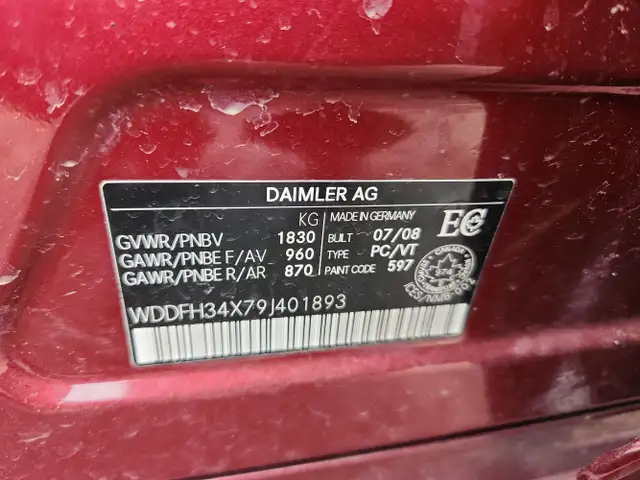 DAIMLER AG
KG
GVWR/PNBV 1830
GAWR/PNBE F/AV 960
GAWR/PNBE R/AR 870
MADE IN GERMANY
BUILT 07/08
TYPE PC/VT
PAINT CODE 597
CANADA
WDDFH34X79J401893